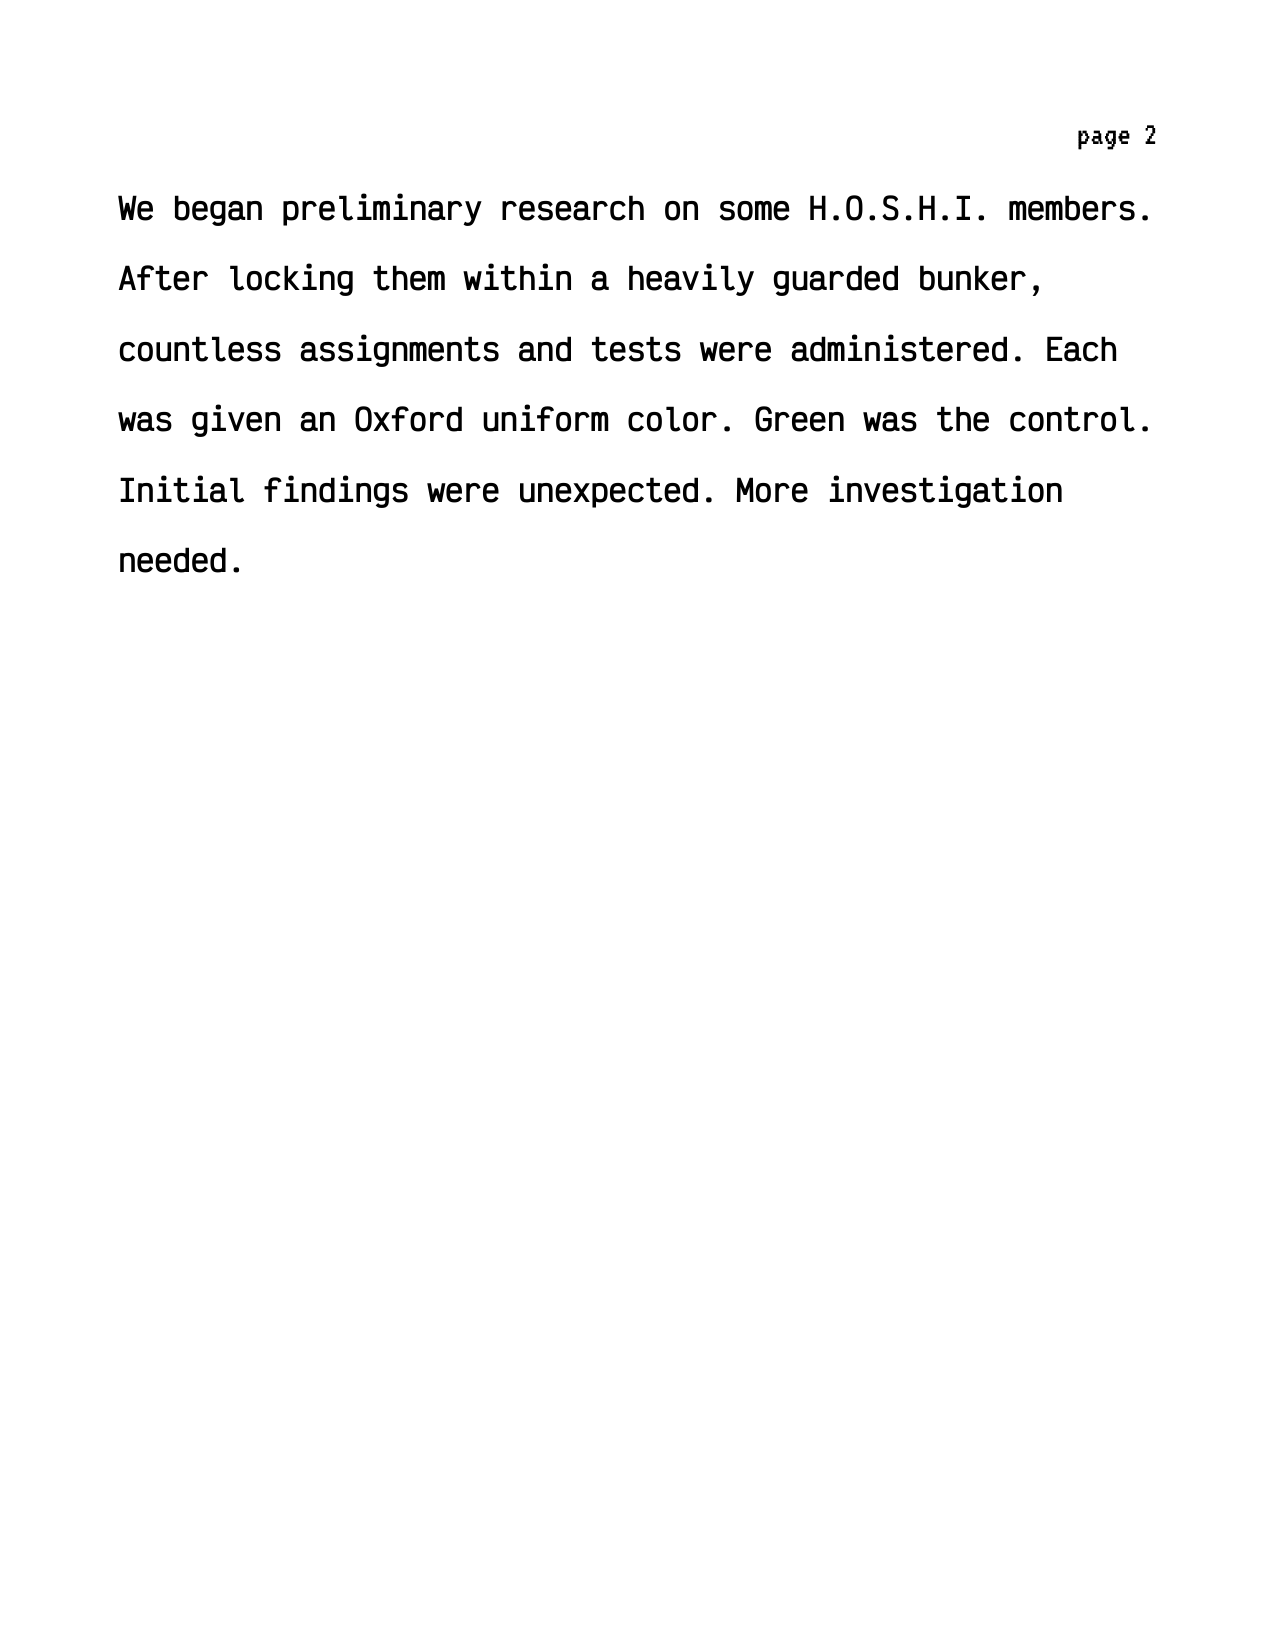 page 2
We began preliminary research on some H.O.S.H.I. members.
After locking them within a heavily guarded bunker,
countless assignments and tests were administered. Each
was given an Oxford uniform color. Green was the control.
Initial findings were unexpected. More investigation
needed.